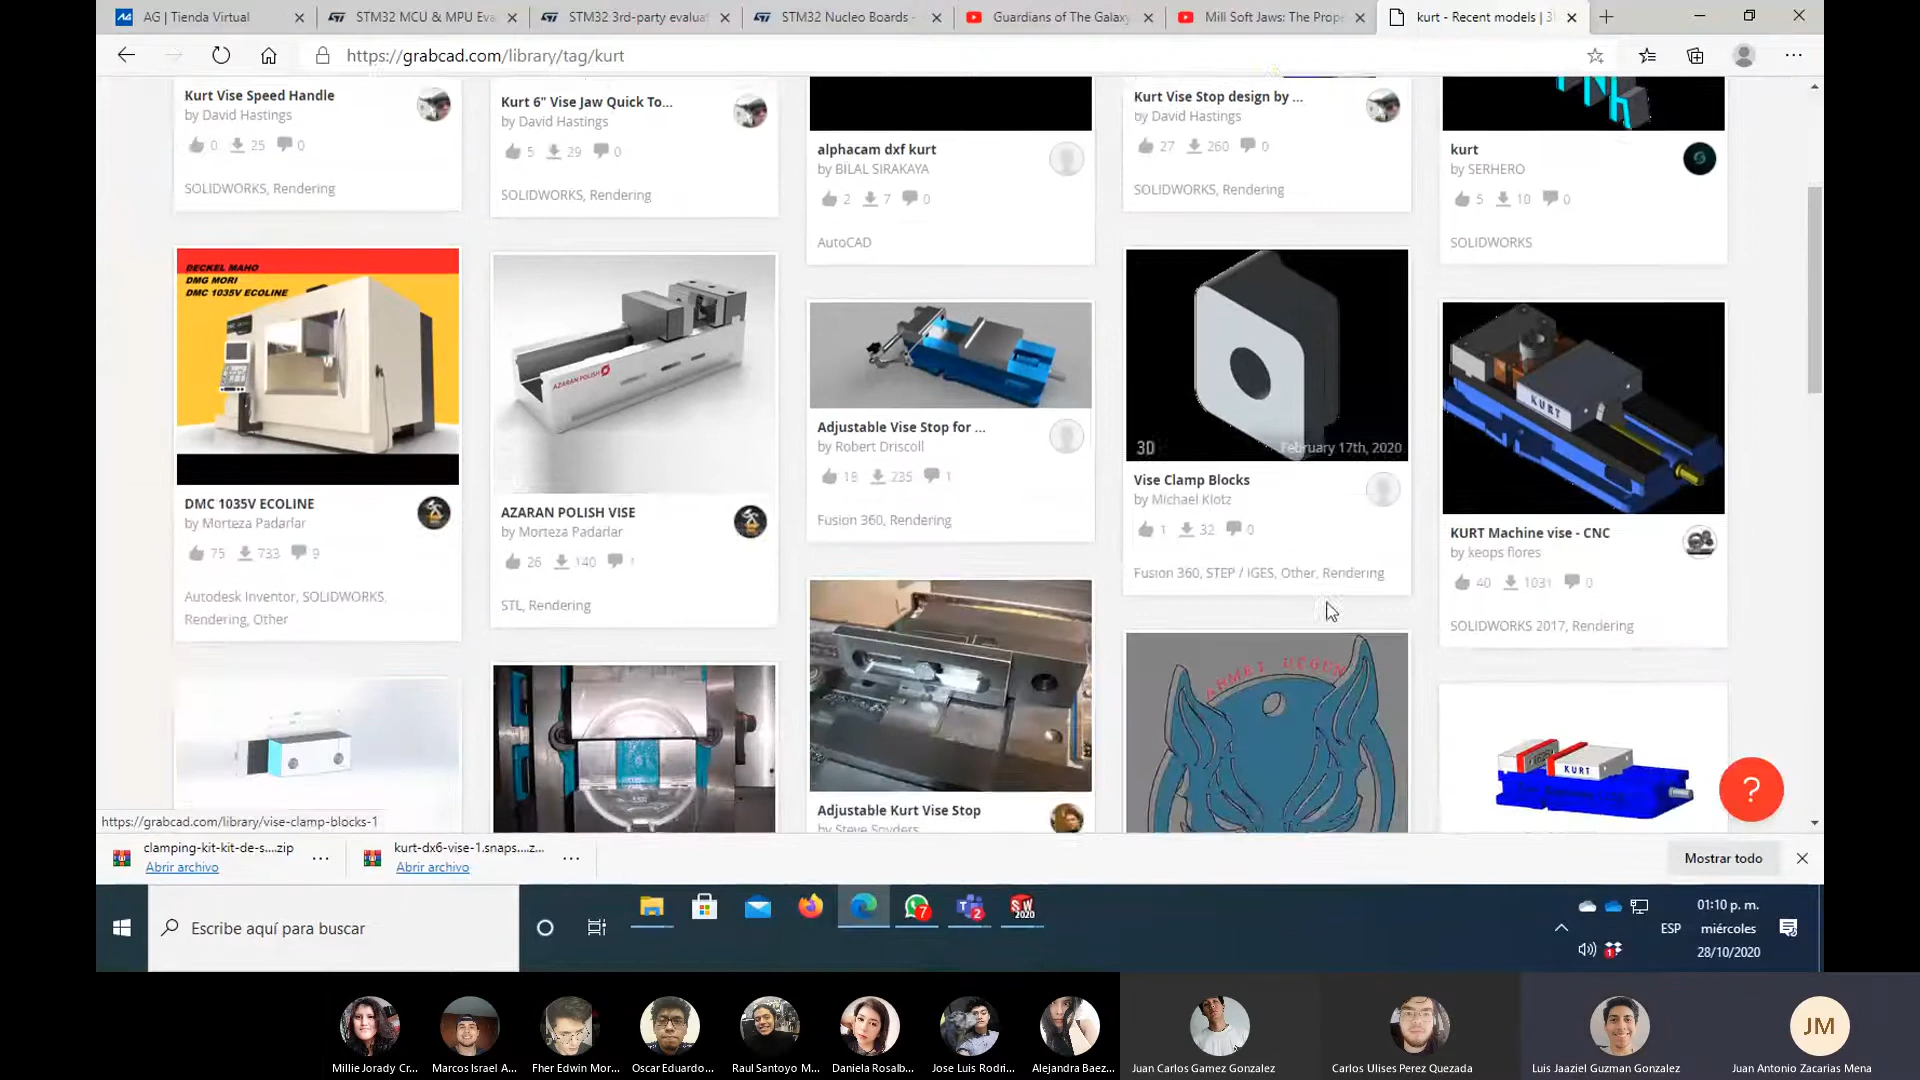 AG | Tienda Virtual
STM32 MCU & MPU Eva
STM32 3rd-party evaluat
STM32 Nucleo Boards -
Guardians of The Galaxy
Mill Soft Jaws: The Prope
kurt - Recent models | 3
https://grabcad.com/library/tag/kurt
Kurt Vise Speed Handle
by David Hastings
0 25 0
SOLIDWORKS, Rendering
Kurt 6" Vise Jaw Quick To...
by David Hastings
5 29 0
SOLIDWORKS, Rendering
alphacam dxf kurt
by BILAL SIRAKAYA
2 7 0
AutoCAD
Kurt Vise Stop design by ...
by David Hastings
27 260 0
SOLIDWORKS, Rendering
kurt
by SERHERO
5 10 0
SOLIDWORKS
DECKEL MAHO
DMG MORI
DMC 1035V ECOLINE
DMC 1035V ECOLINE
by Morteza Padarlar
75 733 9
Autodesk Inventor, SOLIDWORKS,
Rendering, Other
AZARAN POLISH
AZARAN POLISH VISE
by Morteza Padarlar
26 140 1
STL, Rendering
Adjustable Vise Stop for ...
by Robert Driscoll
18 235 1
Fusion 360, Rendering
3D
February 17th, 2020
Vise Clamp Blocks
by Michael Klotz
1 32 0
Fusion 360, STEP / IGES, Other, Rendering
KURT
KURT Machine vise - CNC
by keops flores
40 1031 0
SOLIDWORKS 2017, Rendering
Adjustable Kurt Vise Stop
by Steve Snyders
AHMET UCGUN
KURT
?
https://grabcad.com/library/vise-clamp-blocks-1
clamping-kit-kit-de-s....zip
Abrir archivo
kurt-dx6-vise-1.snaps....z...
Abrir archivo
Mostrar todo
Escribe aquí para buscar
7
2
SW
2020
1
ESP
01:10 p. m.
miércoles
28/10/2020
Millie Jorady Cr...
Marcos Israel A...
Fher Edwin Mor...
Oscar Eduardo...
Raul Santoyo M...
Daniela Rosalb...
Jose Luis Rodri...
Alejandra Baez...
Juan Carlos Gamez Gonzalez
Carlos Ulises Perez Quezada
Luis Jaaziel Guzman Gonzalez
JM
Juan Antonio Zacarias Mena